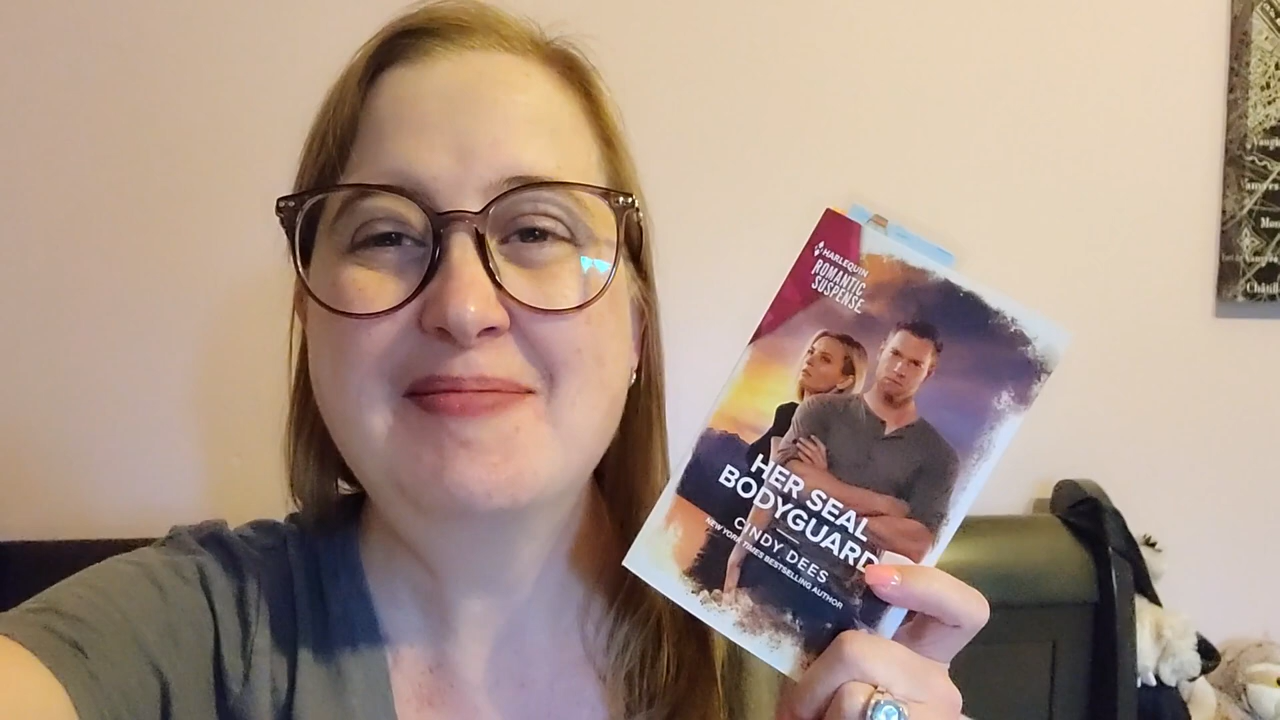 HARLEQUIN
ROMANTIC
SUSPENSE
HER SEAL
BODYGUARD
CINDY DEES
NEW YORK TIMES BESTSELLING AUTHOR